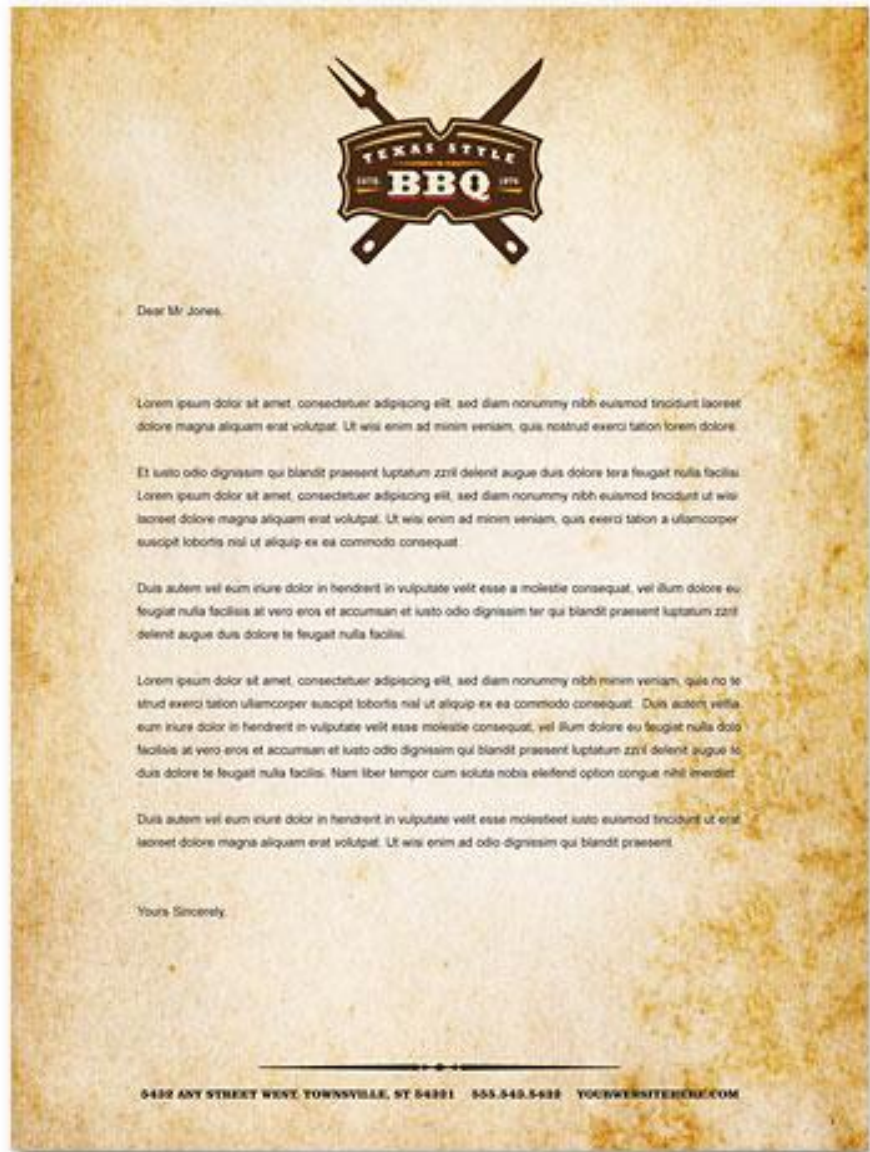 TEXAS STYLE
ESTD. BBQ 1976
Dear Mr Jones,
Lorem ipsum dolor sit amet, consectetuer adipiscing elit, sed diam nonummy nibh euismod tincidunt laoreet
dolore magna aliquam erat volutpat. Ut wisi enim ad minim veniam, quis nostrud exerci tation lorem dolore.
Et iusto odio dignissim qui blandit praesent luptatum zzril delenit augue duis dolore tera feugait nulla facilisi.
Lorem ipsum dolor sit amet, consectetuer adipiscing elit, sed diam nonummy nibh euismod tincidunt ut wisi
laoreet dolore magna aliquam erat volutpat. Ut wisi enim ad minim veniam, quis exerci tation a ullamcorper
suscipit lobortis nisl ut aliquip ex ea commodo consequat.
Duis autem vel eum iriure dolor in hendrerit in vulputate velit esse a molestie consequat, vel illum dolore eu
feugiat nulla facilisis at vero eros et accumsan et iusto odio dignissim ter qui blandit praesent luptatum zzril
delenit augue duis dolore te feugait nulla facilisi.
Lorem ipsum dolor sit amet, consectetuer adipiscing elit, sed diam nonummy nibh minim veniam, quis no te
strud exerci tation ullamcorper suscipit lobortis nisl ut aliquip ex ea commodo consequat. Duis autem vellia
eum iriure dolor in hendrerit in vulputate velit esse molestie consequat, vel illum dolore eu feugiat nulla dolo
facilisis at vero eros et accumsan et iusto odio dignissim qui blandit praesent luptatum zzril delenit augue to
duis dolore te feugait nulla facilisi. Nam liber tempor cum soluta nobis eleifend option congue nihil imerdiet
Duis autem vel eum iriure dolor in hendrerit in vulputate velit esse molestieet iusto euismod tincidunt ut erat
laoreet dolore magna aliquam erat volutpat. Ut wisi enim ad odio dignissim qui blandit praesent.
Yours Sincerely,
5432 ANY STREET WEST, TOWNSVILLE, ST 54321 555.543.5432 YOURWEBSITEHERE.COM